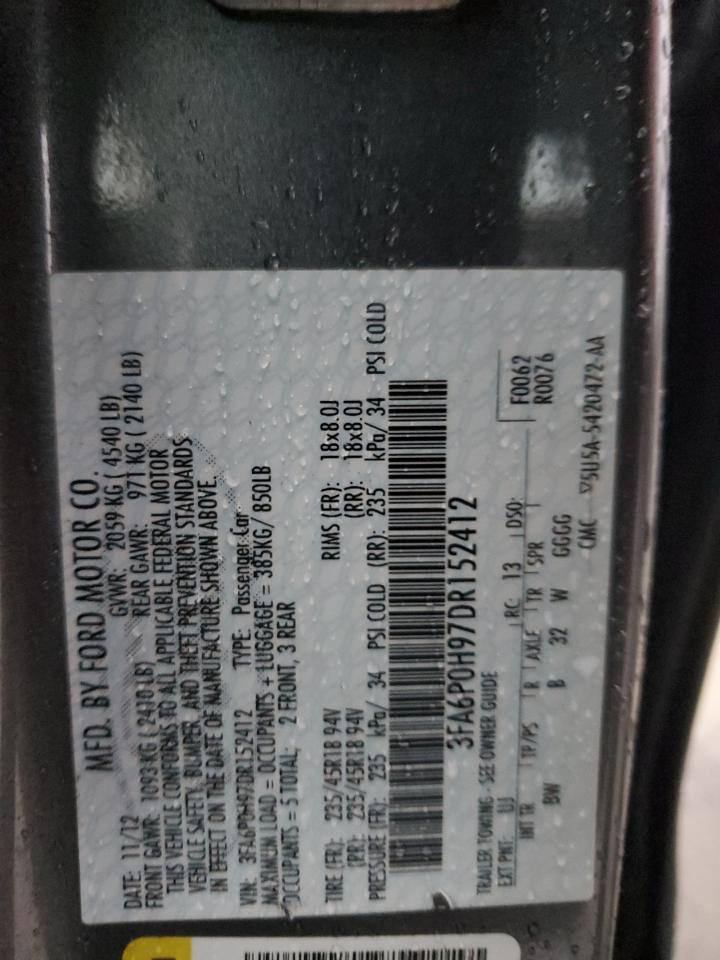 MFD. BY FORD MOTOR CO.
DATE: 11/12 GVWR: 2059 KG ( 4540 LB)
FRONT GAWR: 1093 KG ( 2410 LB) REAR GAWR: 971 KG ( 2140 LB)
THIS VEHICLE CONFORMS TO ALL APPLICABLE FEDERAL MOTOR
VEHICLE SAFETY, BUMPER, AND THEFT PREVENTION STANDARDS
IN EFFECT ON THE DATE OF MANUFACTURE SHOWN ABOVE.
VIN: 3FA6P0H97DR152412 TYPE: Passenger Car
MAXIMUM LOAD = OCCUPANTS + LUGGAGE = 385KG/ 850LB
OCCUPANTS = 5 TOTAL; 2 FRONT, 3 REAR
TIRE (FR): 235/45R18 94V RIMS (FR): 18x8.0J
(RR): 235/45R18 94V (RR): 18x8.0J
PRESSURE (FR): 235 kPa/ 34 PSI COLD (RR): 235 kPa/ 34 PSI COLD
3FA6P0H97DR152412
TRAILER TOWING - SEE OWNER GUIDE
F0062
EXT PNT: UJ RC: 13 DSO: R0076
INT TR TP/PS R AXLE TR SPR
BW B 32 W GGGG
CMC 5U5A-5420472-AA